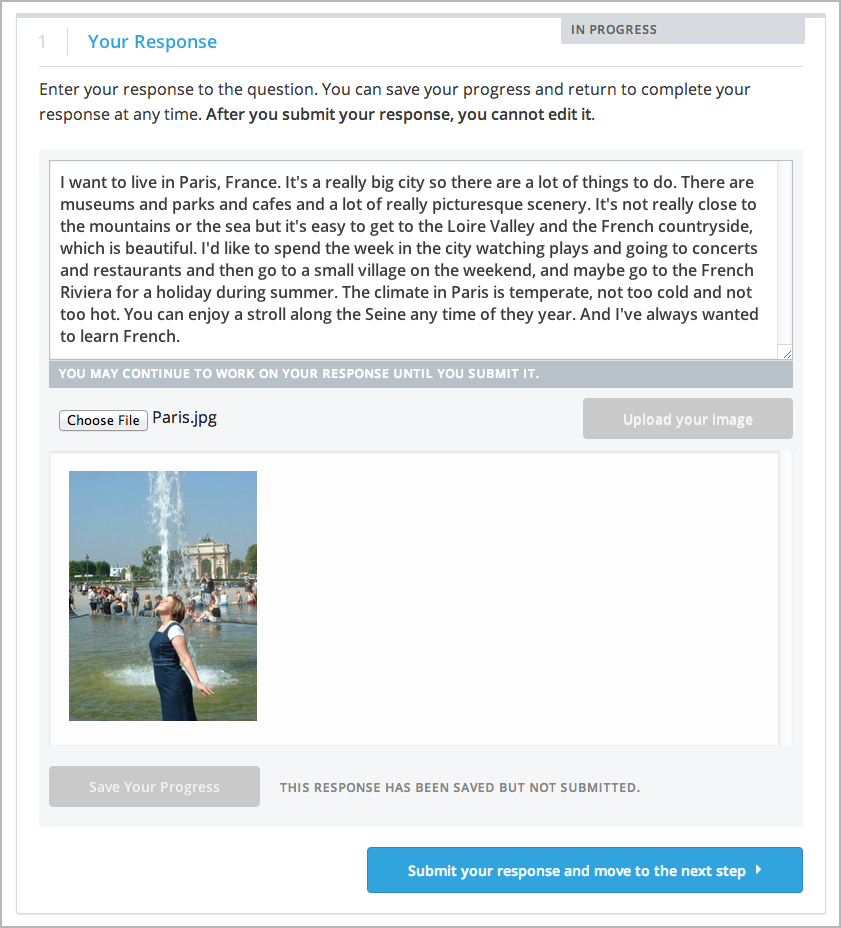 1
Your Response
IN PROGRESS
Enter your response to the question. You can save your progress and return to complete your
response at any time. After you submit your response, you cannot edit it.
I want to live in Paris, France. It's a really big city so there are a lot of things to do. There are
museums and parks and cafes and a lot of really picturesque scenery. It's not really close to
the mountains or the sea but it's easy to get to the Loire Valley and the French countryside,
which is beautiful. I'd like to spend the week in the city watching plays and going to concerts
and restaurants and then go to a small village on the weekend, and maybe go to the French
Riviera for a holiday during summer. The climate in Paris is temperate, not too cold and not
too hot. You can enjoy a stroll along the Seine any time of they year. And I've always wanted
to learn French.
YOU MAY CONTINUE TO WORK ON YOUR RESPONSE UNTIL YOU SUBMIT IT.
Choose File Paris.jpg
Upload your image
Save Your Progress
THIS RESPONSE HAS BEEN SAVED BUT NOT SUBMITTED.
Submit your response and move to the next step